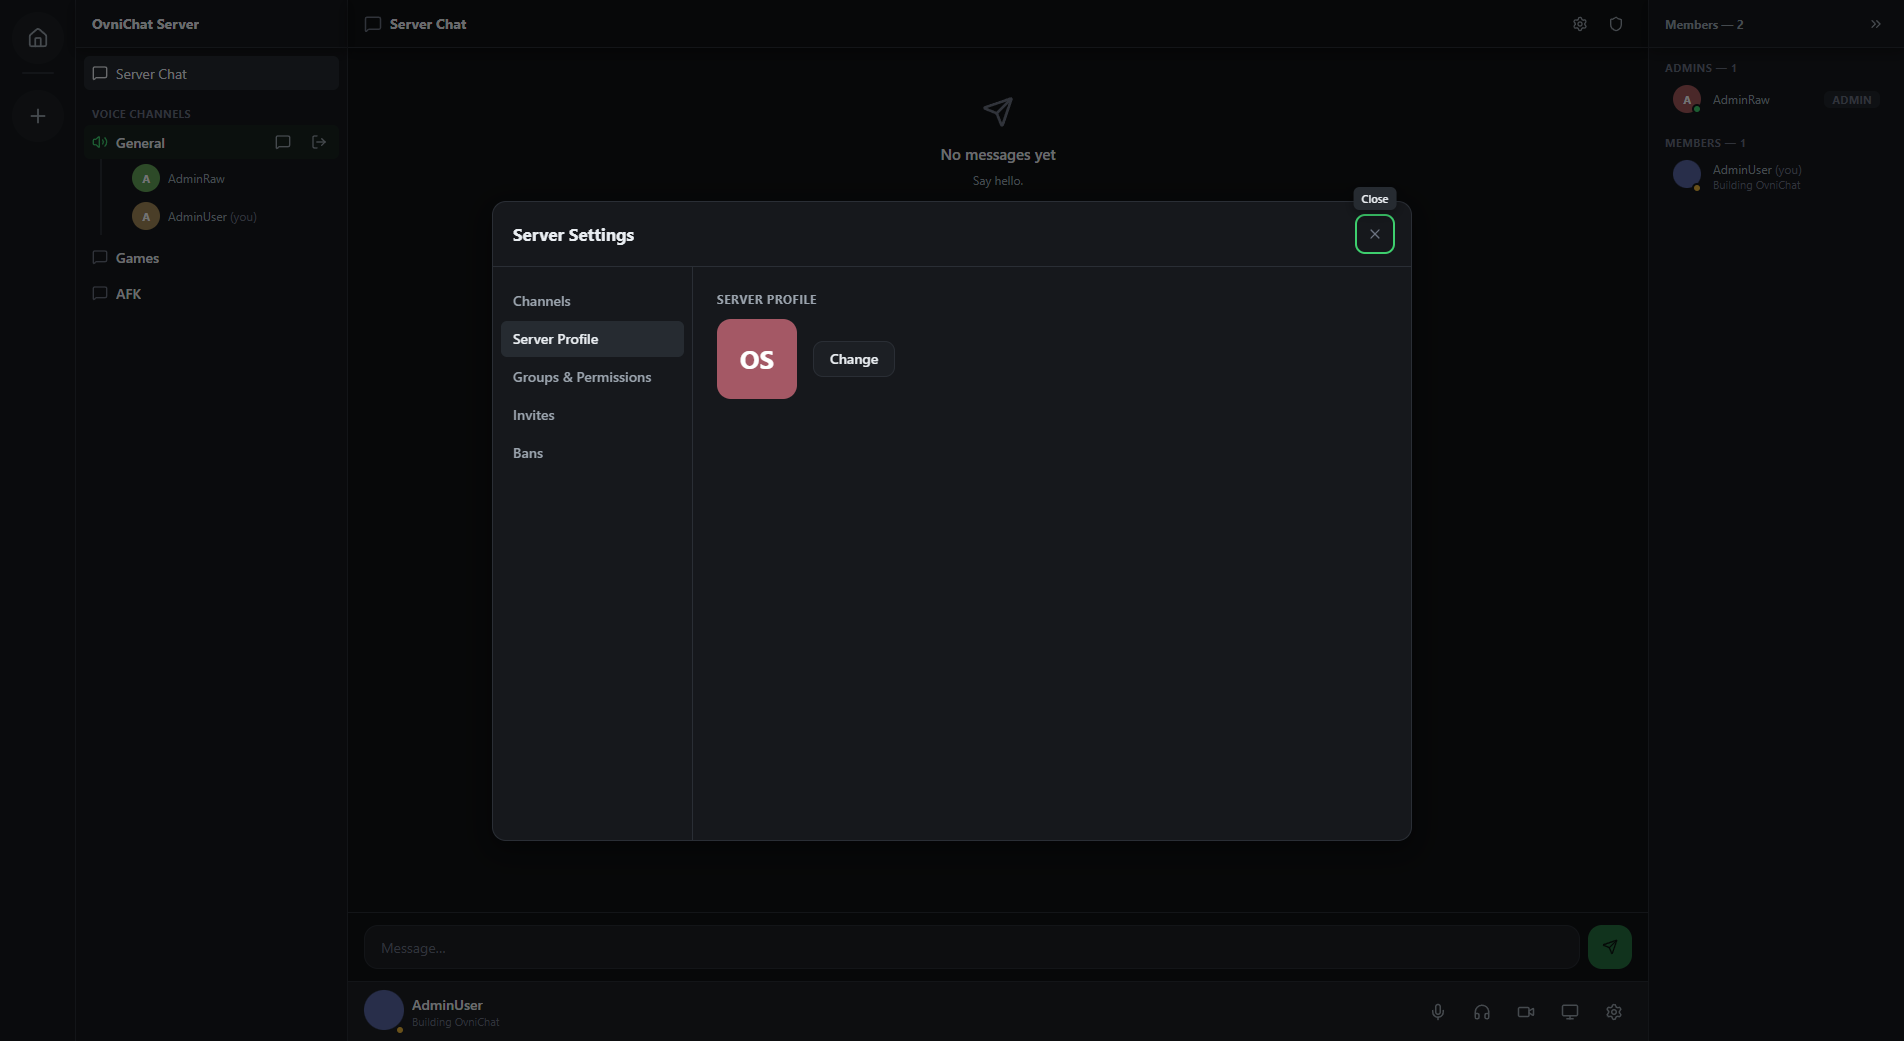 OvniChat Server
Server Chat
VOICE CHANNELS
General
A AdminRaw
A AdminUser (you)
Games
AFK
Server Chat
No messages yet
Say hello.
Close
Server Settings
Channels
Server Profile
Groups & Permissions
Invites
Bans
SERVER PROFILE
OS
Change
Message...
AdminUser
Building OvniChat
Members — 2
ADMINS — 1
A AdminRaw ADMIN
MEMBERS — 1
AdminUser (you)
Building OvniChat